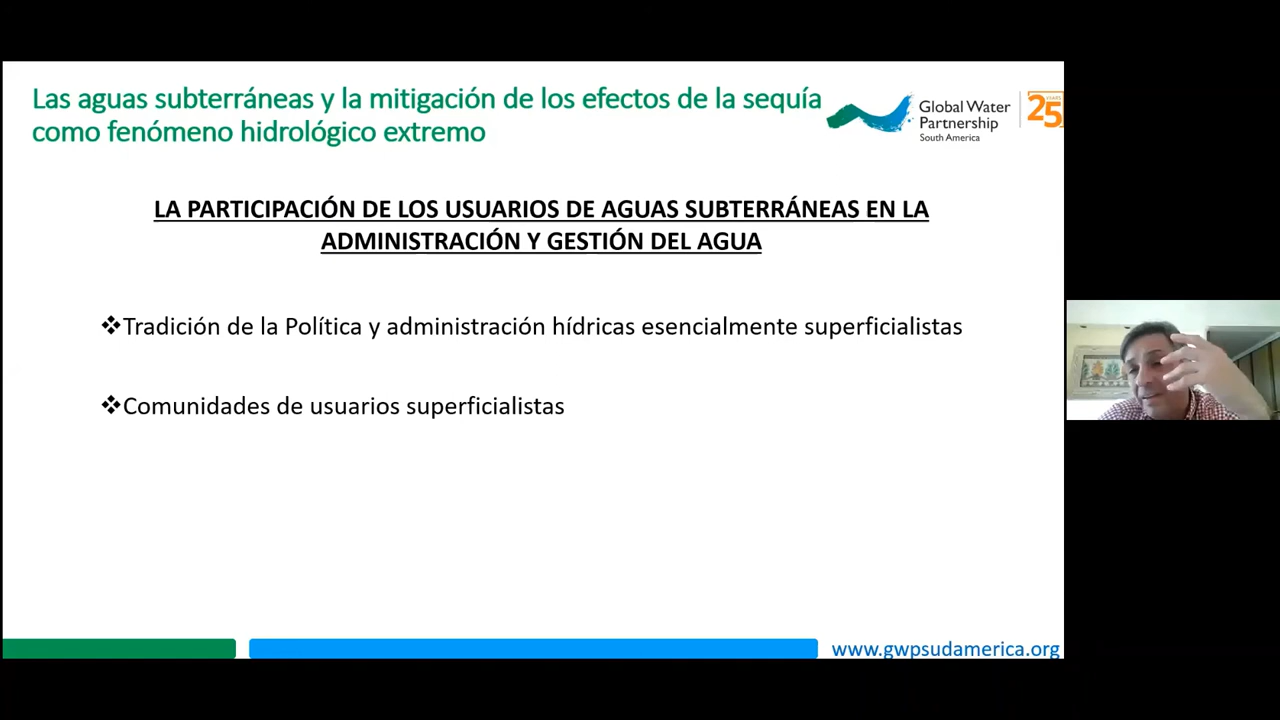 Las aguas subterráneas y la mitigación de los efectos de la sequía
como fenómeno hidrológico extremo
Global Water
Partnership
South America
25
YEARS
LA PARTICIPACIÓN DE LOS USUARIOS DE AGUAS SUBTERRÁNEAS EN LA
ADMINISTRACIÓN Y GESTIÓN DEL AGUA
❖Tradición de la Política y administración hídricas esencialmente superficialistas
❖Comunidades de usuarios superficialistas
www.gwpsudamerica.org